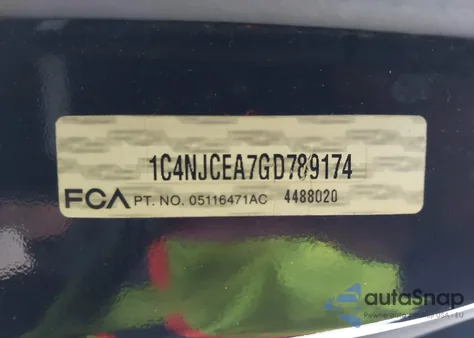 1C4NJCEA7GD789174
FCA PT. NO. 05116471AC 4488020
autoSnap